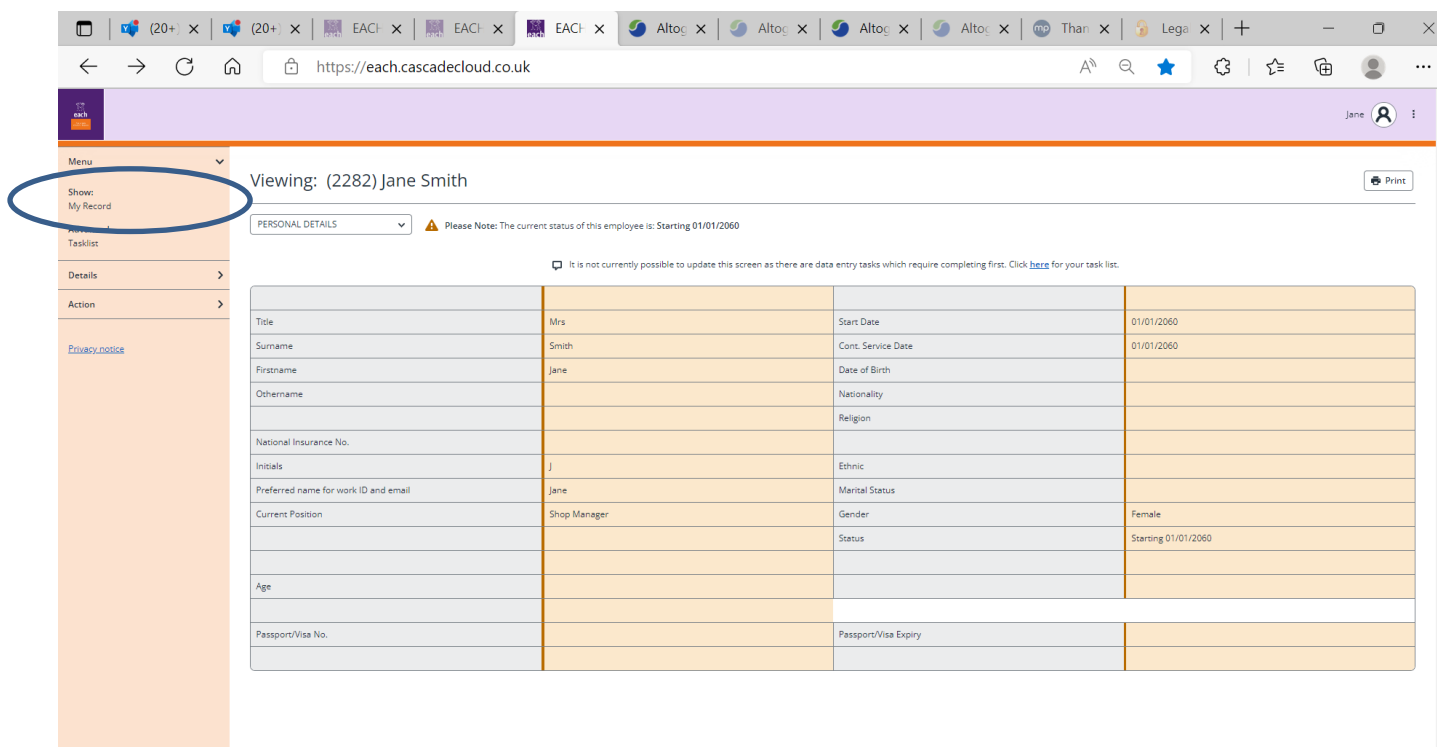 (20+) (20+) EACH EACH EACH Altog Altog Altog Altog Than Lega
https://each.cascadecloud.co.uk
each
Jane
Menu
Show:
My Record
Tasklist
Details
Action
Privacy notice
Viewing: (2282) Jane Smith
Print
PERSONAL DETAILS
Please Note: The current status of this employee is: Starting 01/01/2060
It is not currently possible to update this screen as there are data entry tasks which require completing first. Click here for your task list.
Title Mrs Start Date 01/01/2060
Surname Smith Cont. Service Date 01/01/2060
Firstname Jane Date of Birth
Othername Nationality
Religion
National Insurance No.
Initials J Ethnic
Preferred name for work ID and email Jane Marital Status
Current Position Shop Manager Gender Female
Status Starting 01/01/2060
Age
Passport/Visa No. Passport/Visa Expiry